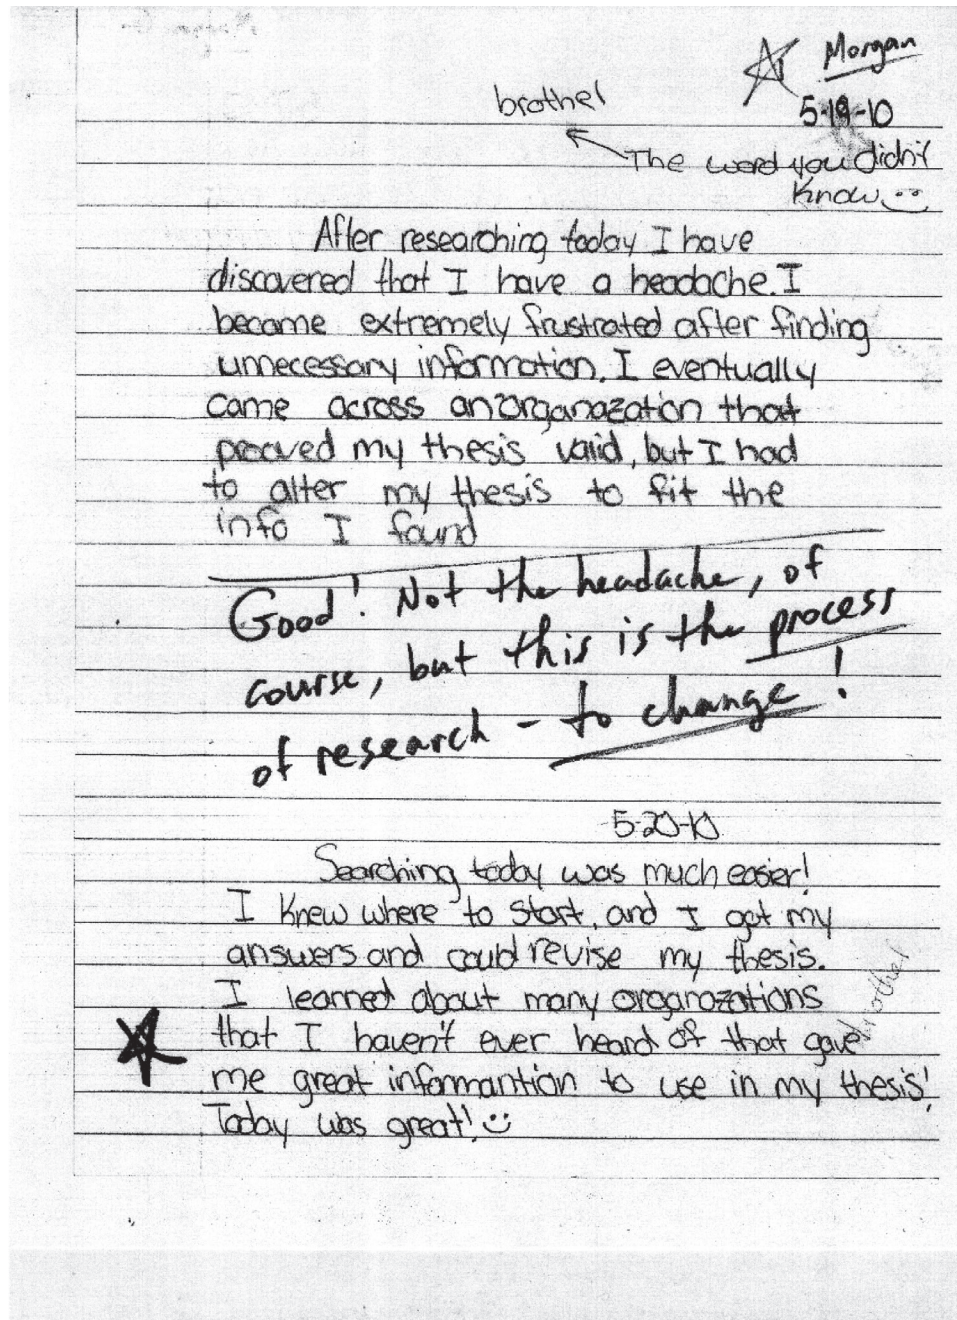 Morgan
brothel
5-19-10
The word you didn't
know
After researching today I have
discovered that I have a headache. I
became extremely frustrated after finding
unnecessary information. I eventually
came across an organazation that
prooved my thesis valid, but I had
to alter my thesis to fit the
info I found
Good! Not the headache, of
course, but this is the process
of research - to change!
5-20-10
Searching today was much easier!
I knew where to start, and I got my
answers and could revise my thesis.
I learned about many organazations
that I haven't ever heard of that gave
me great informantion to use in my thesis!
Today was great!
brothel